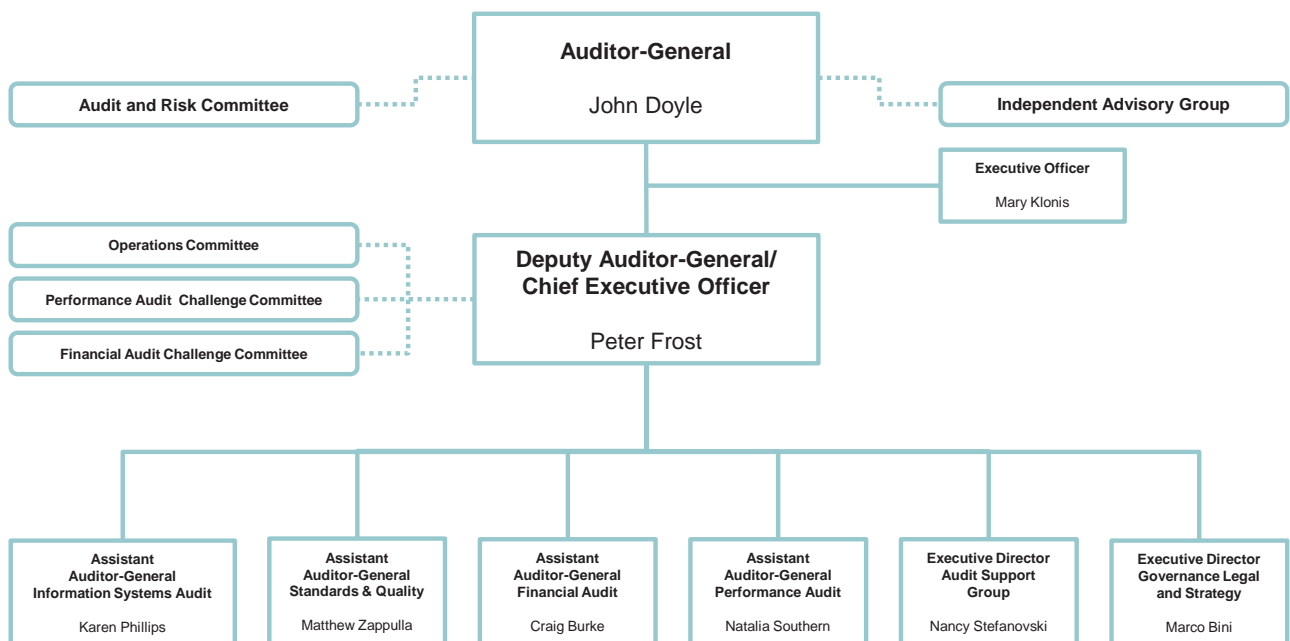 Auditor-General
John Doyle
Audit and Risk Committee
Independent Advisory Group
Executive Officer
Mary Klonis
Operations Committee
Performance Audit Challenge Committee
Financial Audit Challenge Committee
Deputy Auditor-General/
Chief Executive Officer
Peter Frost
Assistant
Auditor-General
Information Systems Audit
Karen Phillips
Assistant
Auditor-General
Standards & Quality
Matthew Zappulla
Assistant
Auditor-General
Financial Audit
Craig Burke
Assistant
Auditor-General
Performance Audit
Natalia Southern
Executive Director
Audit Support
Group
Nancy Stefanovski
Executive Director
Governance Legal
and Strategy
Marco Bini